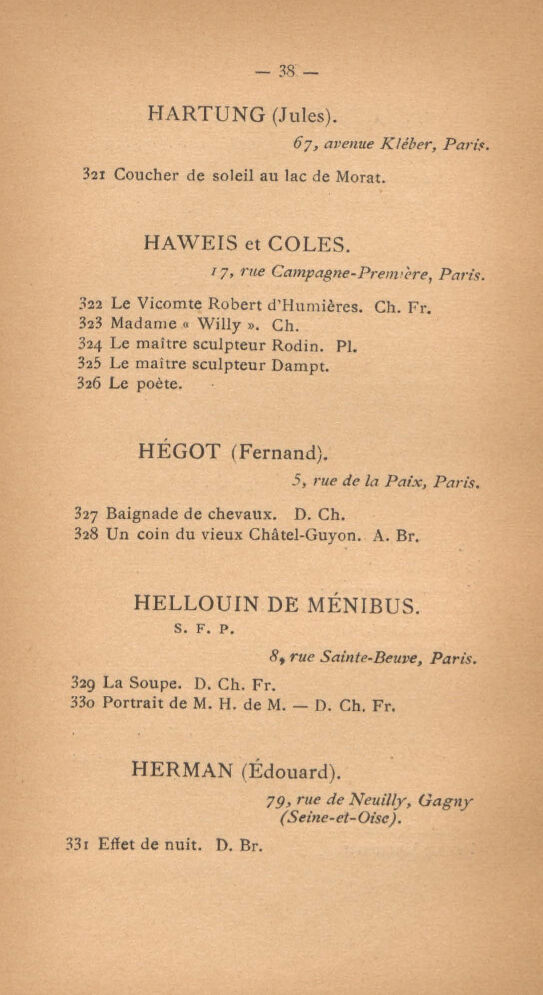 — 38 —
HARTUNG (Jules).
67, avenue Kléber, Paris.
321 Coucher de soleil au lac de Morat.
HAWEIS et COLES.
17, rue Campagne-Première, Paris.
322 Le Vicomte Robert d'Humières. Ch. Fr.
323 Madame « Willy ». Ch.
324 Le maître sculpteur Rodin. Pl.
325 Le maître sculpteur Dampt.
326 Le poète.
HÉGOT (Fernand).
5, rue de la Paix, Paris.
327 Baignade de chevaux. D. Ch.
328 Un coin du vieux Châtel-Guyon. A. Br.
HELLOUIN DE MÉNIBUS.
S. F. P.
8, rue Sainte-Beuve, Paris.
329 La Soupe. D. Ch. Fr.
330 Portrait de M. H. de M. — D. Ch. Fr.
HERMAN (Édouard).
79, rue de Neuilly, Gagny
(Seine-et-Oise).
331 Effet de nuit. D. Br.